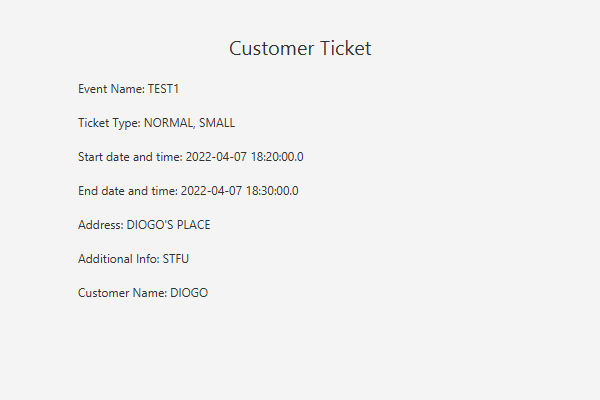 Customer Ticket
Event Name: TEST1
Ticket Type: NORMAL, SMALL
Start date and time: 2022-04-07 18:20:00.0
End date and time: 2022-04-07 18:30:00.0
Address: DIOGO'S PLACE
Additional Info: STFU
Customer Name: DIOGO